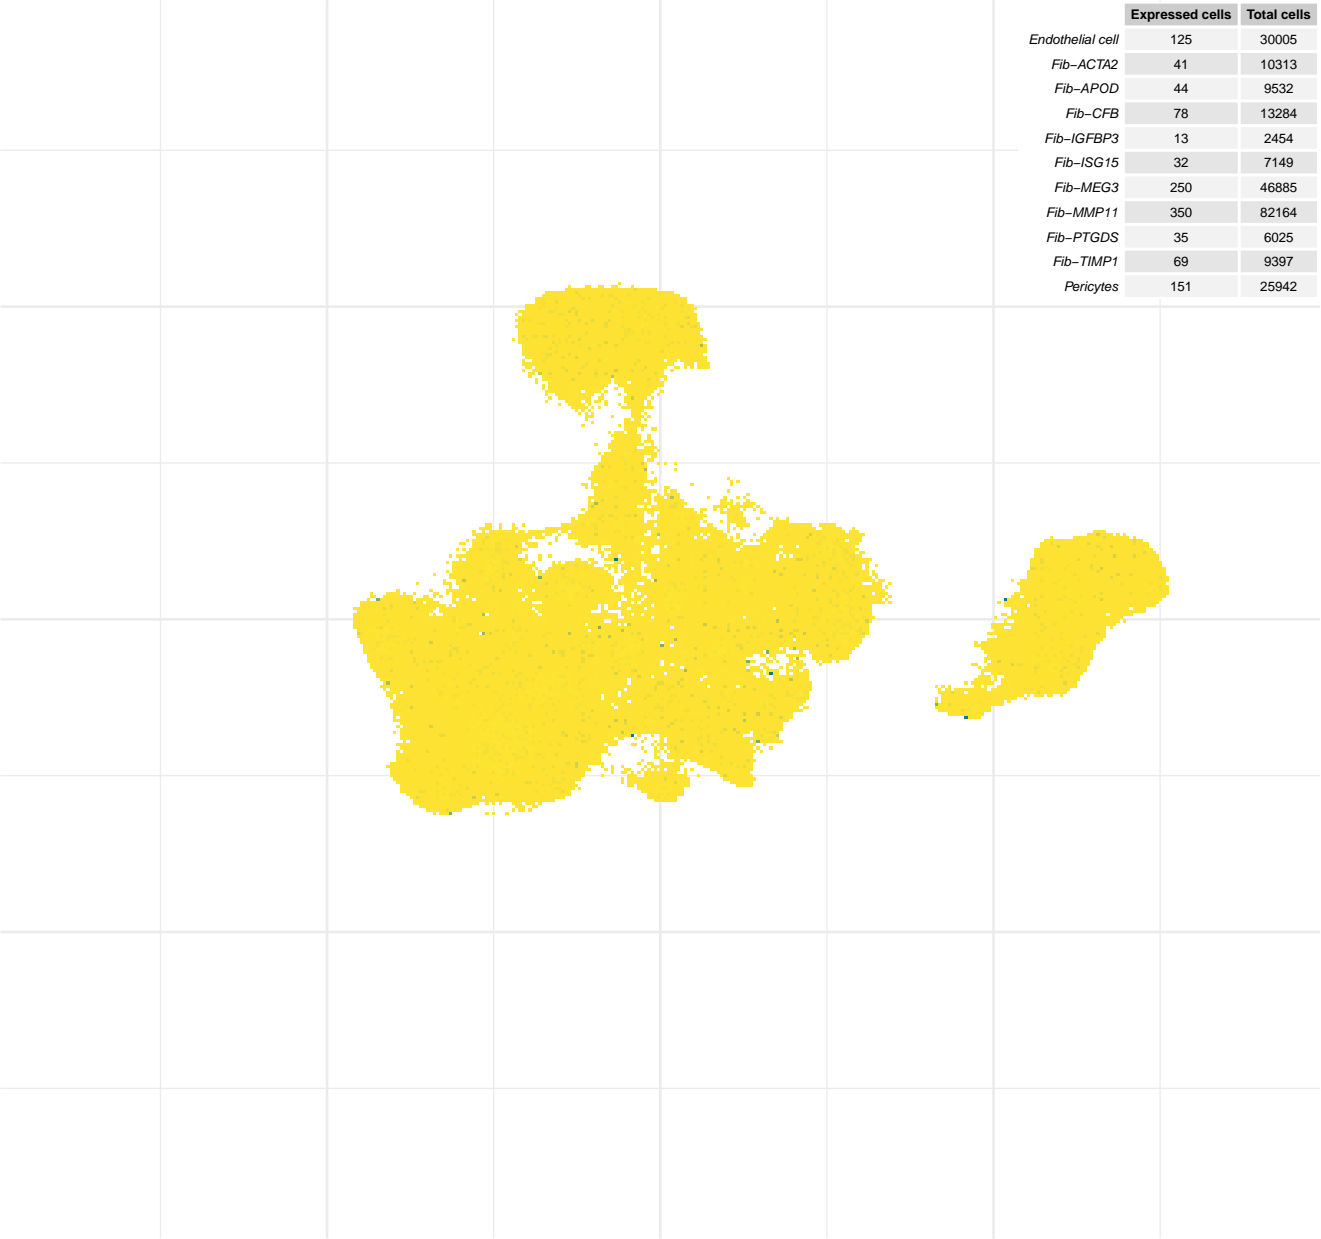 Expressed cells Total cells
Endothelial cell 125 30005
Fib−ACTA2 41 10313
Fib−APOD 44 9532
Fib−CFB 78 13284
Fib−IGFBP3 13 2454
Fib−ISG15 32 7149
Fib−MEG3 250 46885
Fib−MMP11 350 82164
Fib−PTGDS 35 6025
Fib−TIMP1 69 9397
Pericytes 151 25942